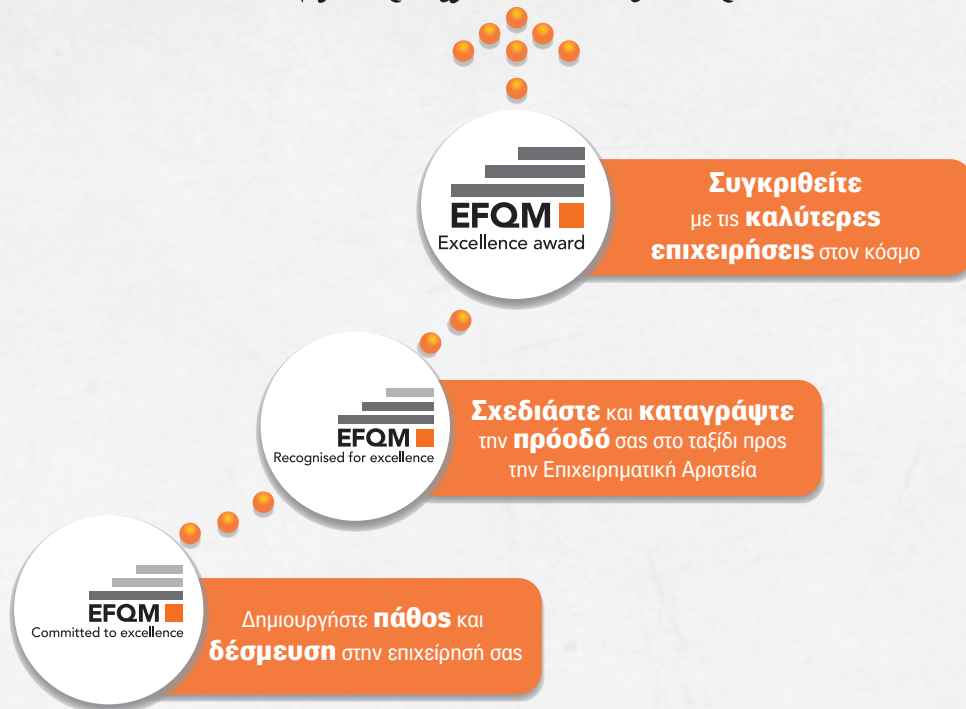 EFQM
Excellence award
Συγκριθείτε
με τις καλύτερες
επιχειρήσεις στον κόσμο
EFQM
Recognised for excellence
Σχεδιάστε και καταγράψτε
την πρόοδό σας στο ταξίδι προς
την Επιχειρηματική Αριστεία
EFQM
Committed to excellence
Δημιουργήστε πάθος και
δέσμευση στην επιχείρησή σας